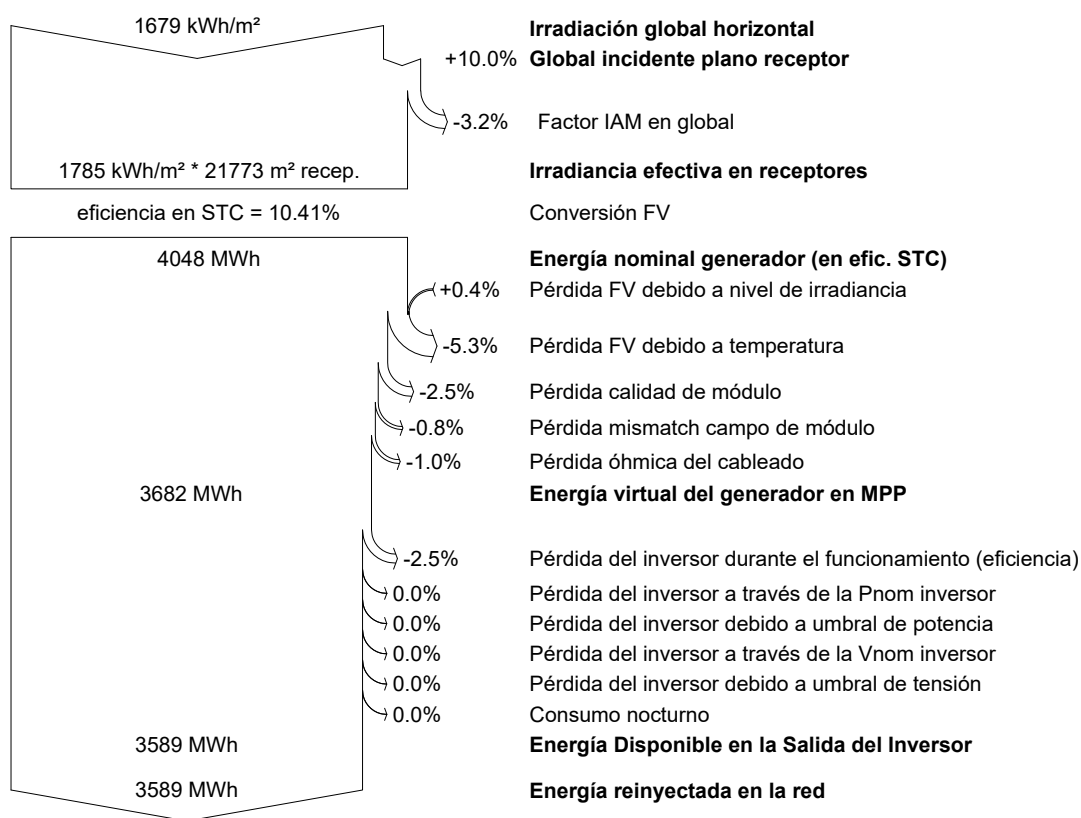 1679 kWh/m² Irradiación global horizontal
+10.0% Global incidente plano receptor
-3.2% Factor IAM en global
1785 kWh/m² * 21773 m² recep. Irradiancia efectiva en receptores
eficiencia en STC = 10.41% Conversión FV
4048 MWh Energía nominal generador (en efic. STC)
+0.4% Pérdida FV debido a nivel de irradiancia
-5.3% Pérdida FV debido a temperatura
-2.5% Pérdida calidad de módulo
-0.8% Pérdida mismatch campo de módulo
-1.0% Pérdida óhmica del cableado
3682 MWh Energía virtual del generador en MPP
-2.5% Pérdida del inversor durante el funcionamiento (eficiencia)
0.0% Pérdida del inversor a través de la Pnom inversor
0.0% Pérdida del inversor debido a umbral de potencia
0.0% Pérdida del inversor a través de la Vnom inversor
0.0% Pérdida del inversor debido a umbral de tensión
0.0% Consumo nocturno
3589 MWh Energía Disponible en la Salida del Inversor
3589 MWh Energía reinyectada en la red